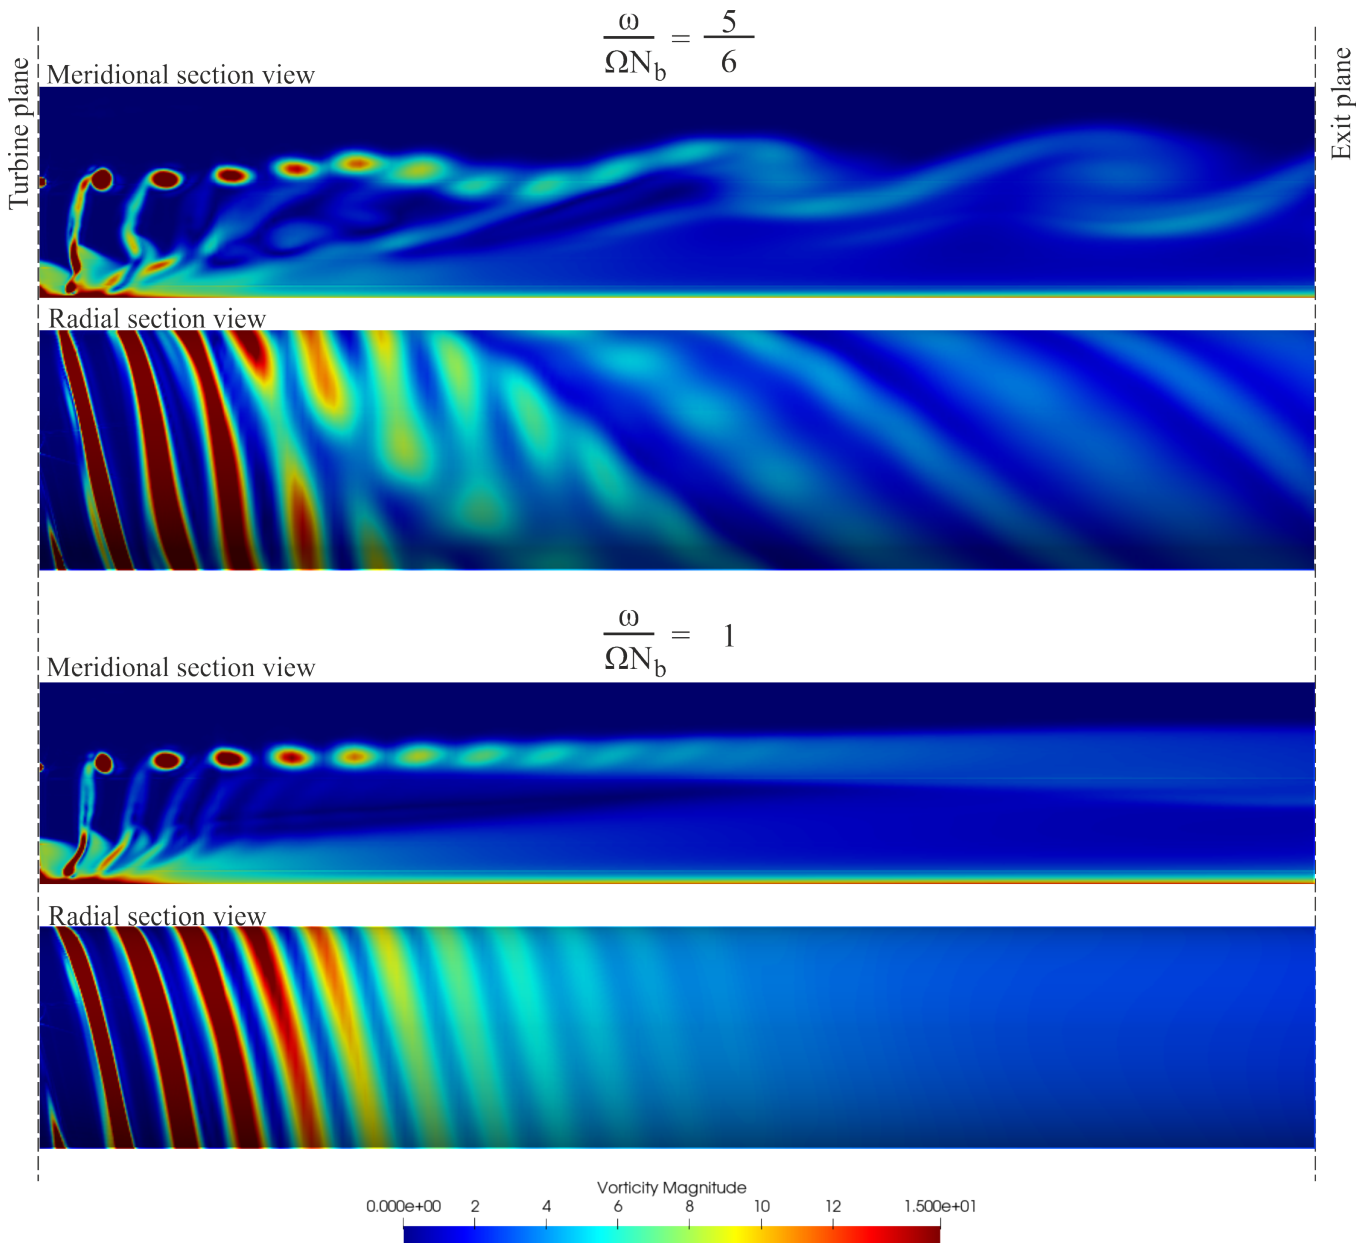 ω
ΩN_b = 5
6
Turbine plane
Meridional section view
Exit plane
Radial section view
ω
ΩN_b = 1
Meridional section view
Radial section view
Vorticity Magnitude
0.000e+00 2 4 6 8 10 12 1.500e+01